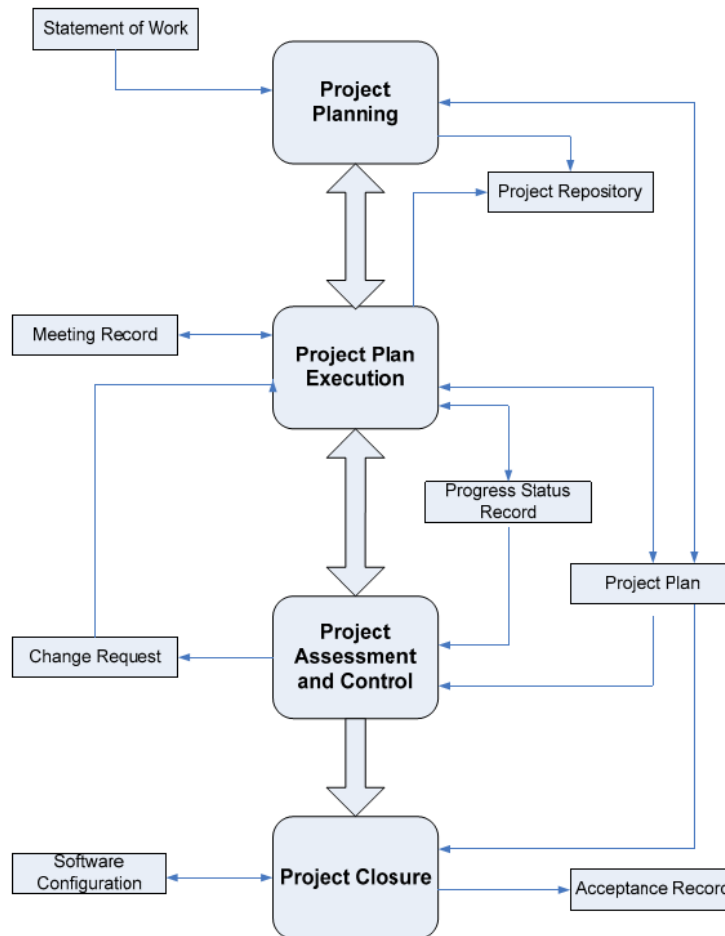 Statement of Work
Project
Planning
Project Repository
Meeting Record
Project Plan
Execution
Progress Status
Record
Project Plan
Project
Assessment
and Control
Change Request
Software
Configuration
Project Closure
Acceptance Record